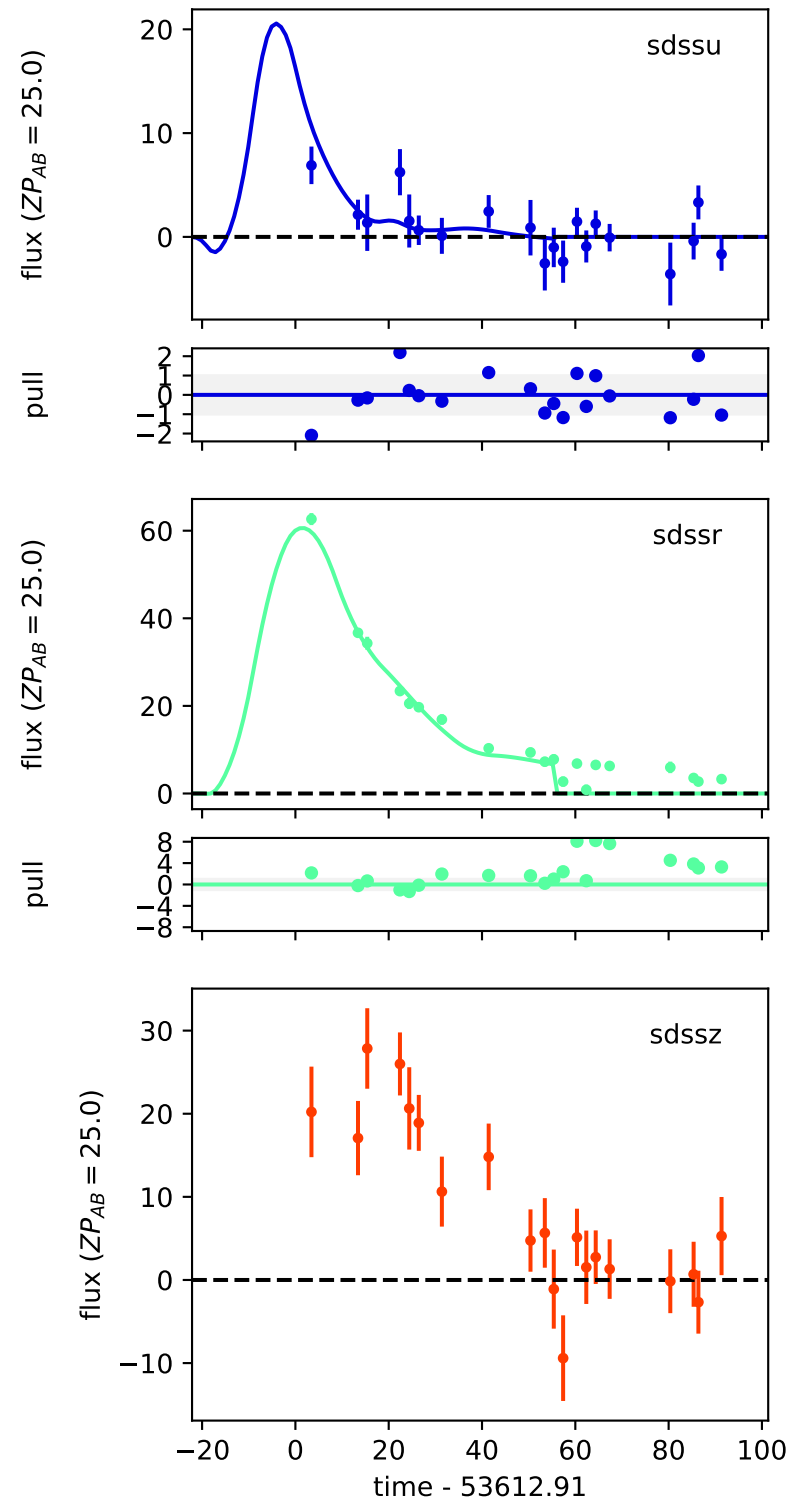 sdssu
flux (ZP_AB = 25.0)
20
10
0
pull
2
1
0
−1
−2
sdssr
flux (ZP_AB = 25.0)
60
40
20
0
pull
8
4
0
−4
−8
sdssz
flux (ZP_AB = 25.0)
30
20
10
0
−10
−20 0 20 40 60 80 100
time - 53612.91